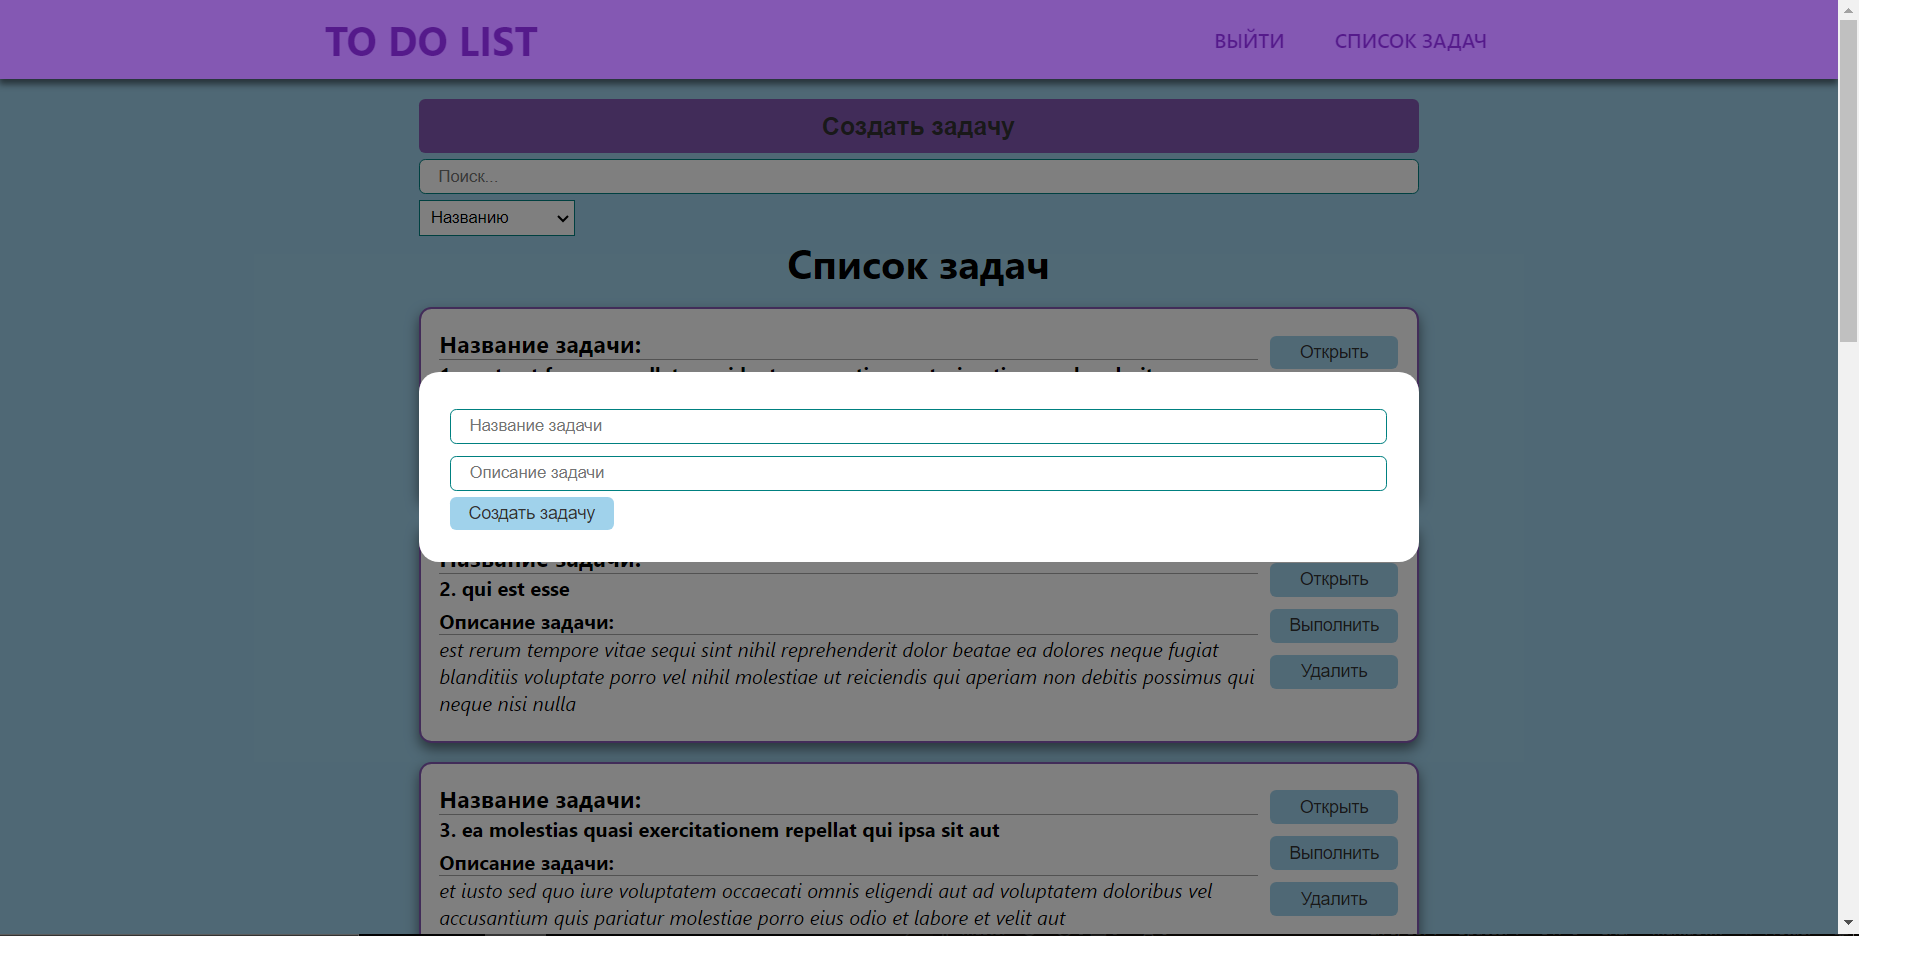 TO DO LIST
ВЫЙТИ
СПИСОК ЗАДАЧ
Создать задачу
Поиск...
Названию
Список задач
Название задачи:
Открыть
Название задачи
Описание задачи
Создать задачу
Название задачи:
Открыть
2. qui est esse
Описание задачи:
Выполнить
est rerum tempore vitae sequi sint nihil reprehenderit dolor beatae ea dolores neque fugiat
blanditiis voluptate porro vel nihil molestiae ut reiciendis qui aperiam non debitis possimus qui
Удалить
neque nisi nulla
Название задачи:
Открыть
3. ea molestias quasi exercitationem repellat qui ipsa sit aut
Выполнить
Описание задачи:
et iusto sed quo iure voluptatem occaecati omnis eligendi aut ad voluptatem doloribus vel
Удалить
accusantium quis pariatur molestiae porro eius odio et labore et velit aut